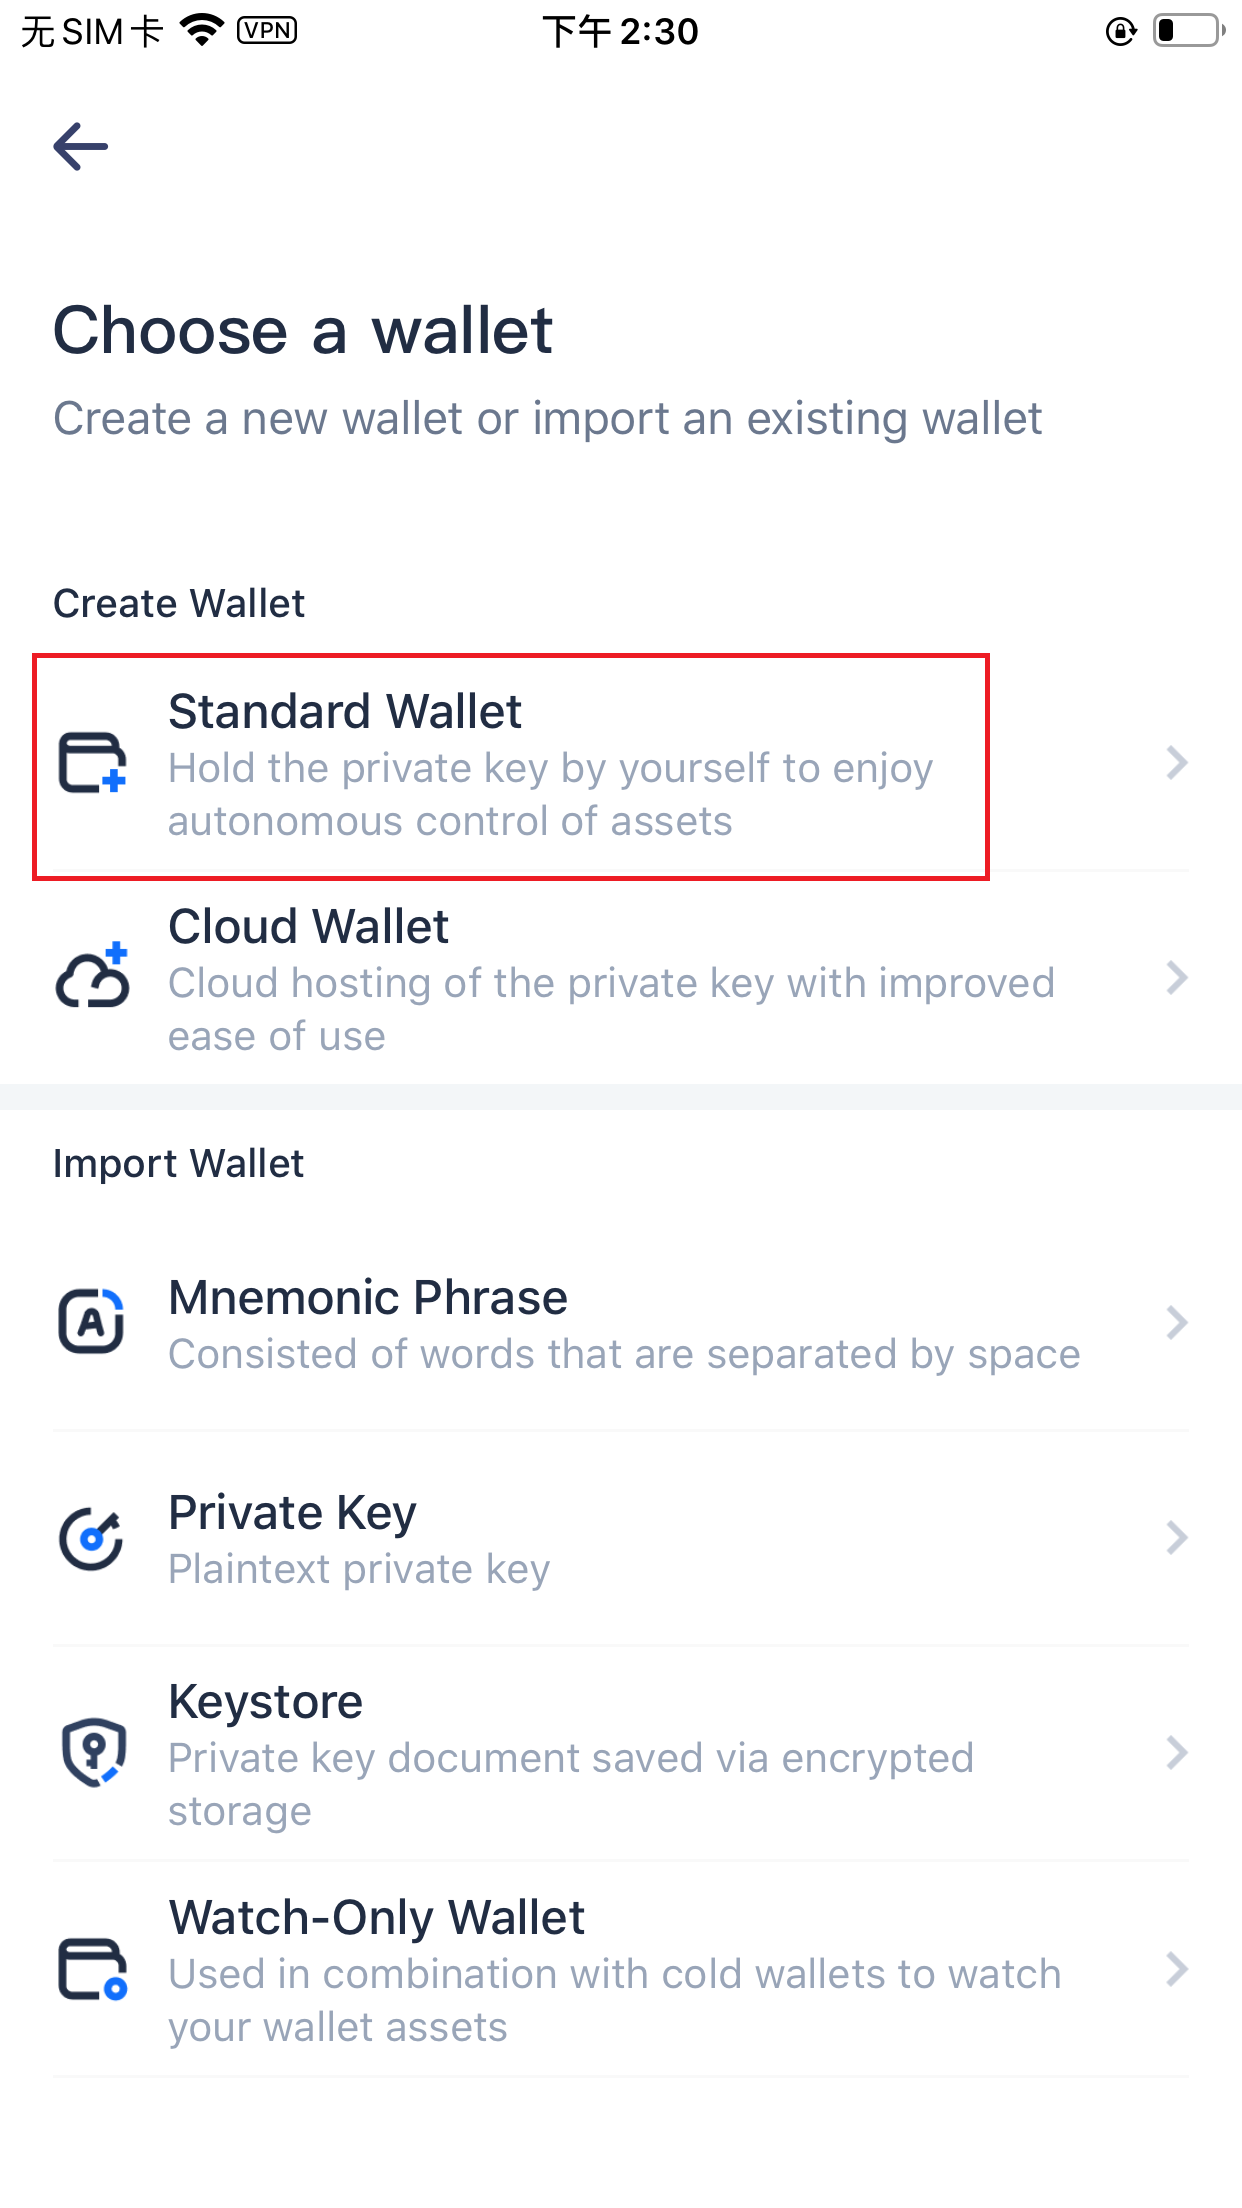 无 SIM 卡 VPN 下午 2:30
Choose a wallet
Create a new wallet or import an existing wallet
Create Wallet
Standard Wallet
Hold the private key by yourself to enjoy
autonomous control of assets
Cloud Wallet
Cloud hosting of the private key with improved
ease of use
Import Wallet
A
Mnemonic Phrase
Consisted of words that are separated by space
Private Key
Plaintext private key
Keystore
Private key document saved via encrypted
storage
Watch-Only Wallet
Used in combination with cold wallets to watch
your wallet assets